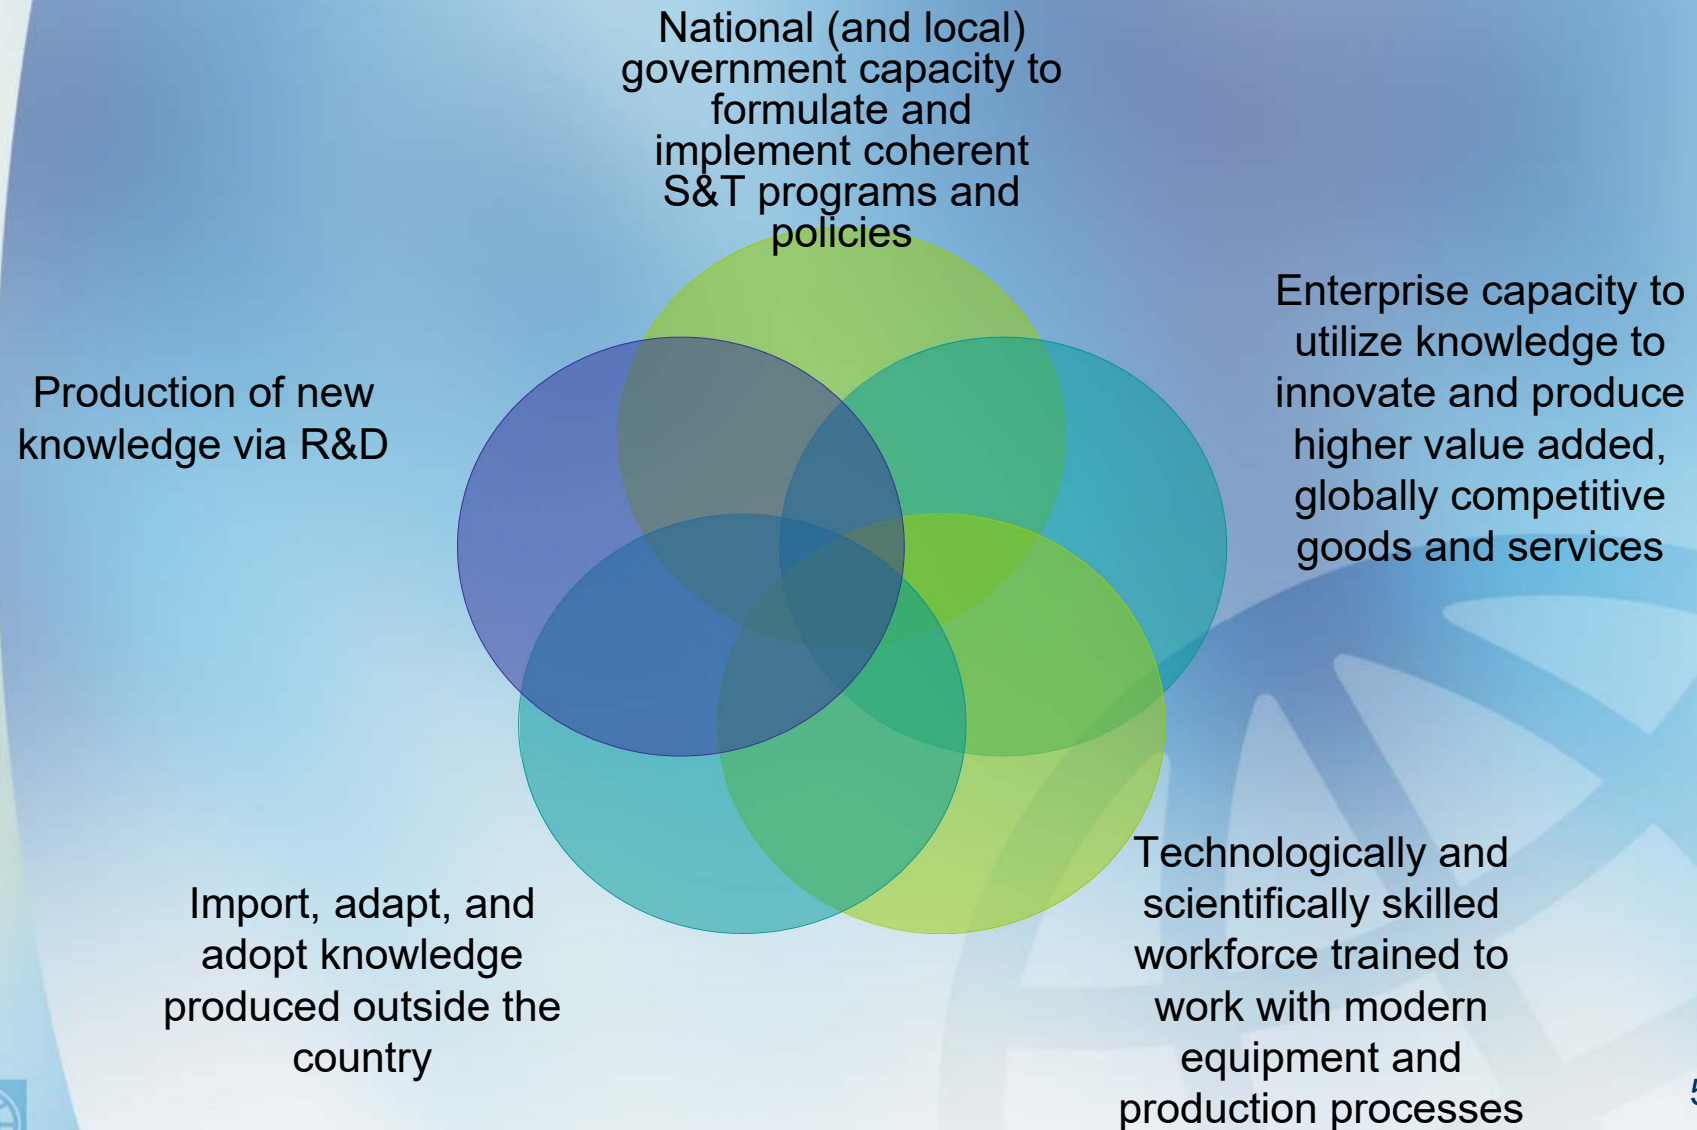 National (and local)
government capacity to
formulate and
implement coherent
S&T programs and
policies
Enterprise capacity to
utilize knowledge to
innovate and produce
higher value added,
globally competitive
goods and services
Production of new
knowledge via R&D
Technologically and
scientifically skilled
workforce trained to
work with modern
equipment and
production processes
Import, adapt, and
adopt knowledge
produced outside the
country
5